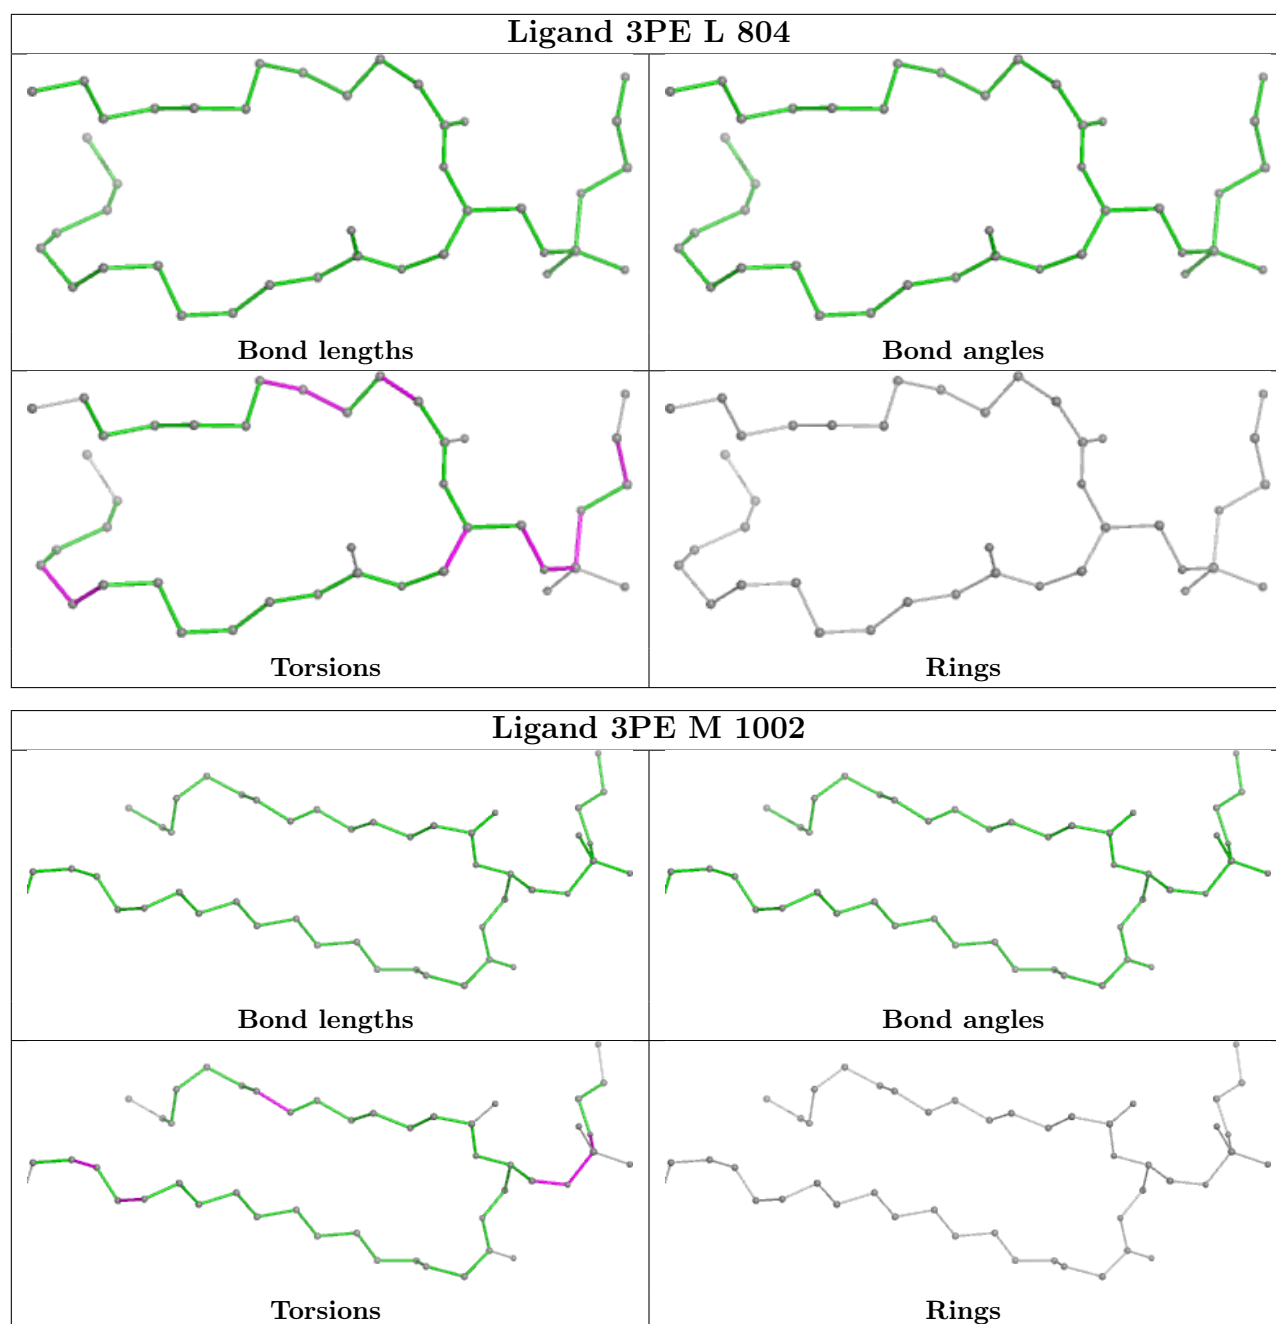 Ligand 3PE L 804
Bond lengths
Bond angles
Torsions
Rings
Ligand 3PE M 1002
Bond lengths
Bond angles
Torsions
Rings